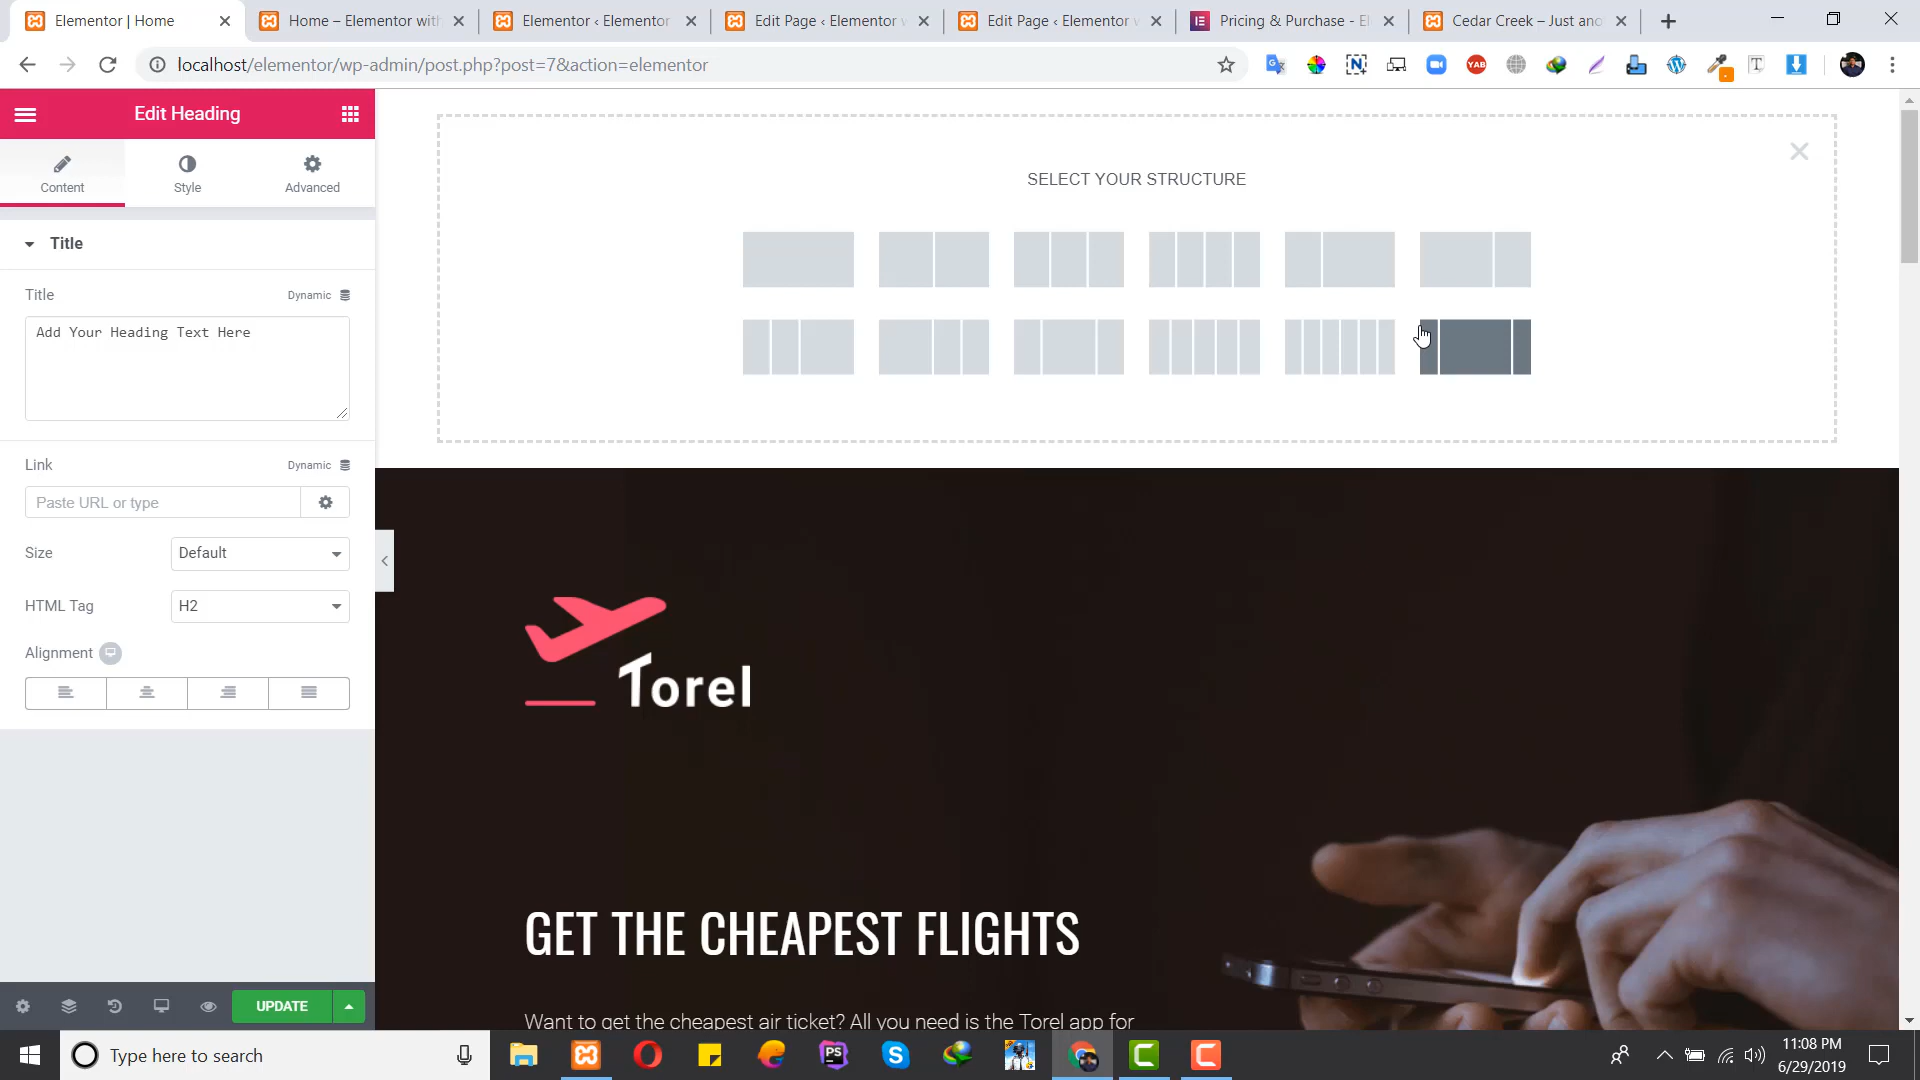 Elementor | Home
Home – Elementor with
Elementor ‹ Elementor
Edit Page ‹ Elementor w
Edit Page ‹ Elementor w
Pricing & Purchase - El
Cedar Creek – Just ano
localhost/elementor/wp-admin/post.php?post=7&action=elementor
YAB
Edit Heading
Content
Style
Advanced
Title
Title
Dynamic
Add Your Heading Text Here
Link
Dynamic
Paste URL or type
Size
Default
HTML Tag
H2
Alignment
UPDATE
SELECT YOUR STRUCTURE
Torel
GET THE CHEAPEST FLIGHTS
Want to get the cheapest air ticket? All you need is the Torel app for
Type here to search
PS
11:08 PM
6/29/2019